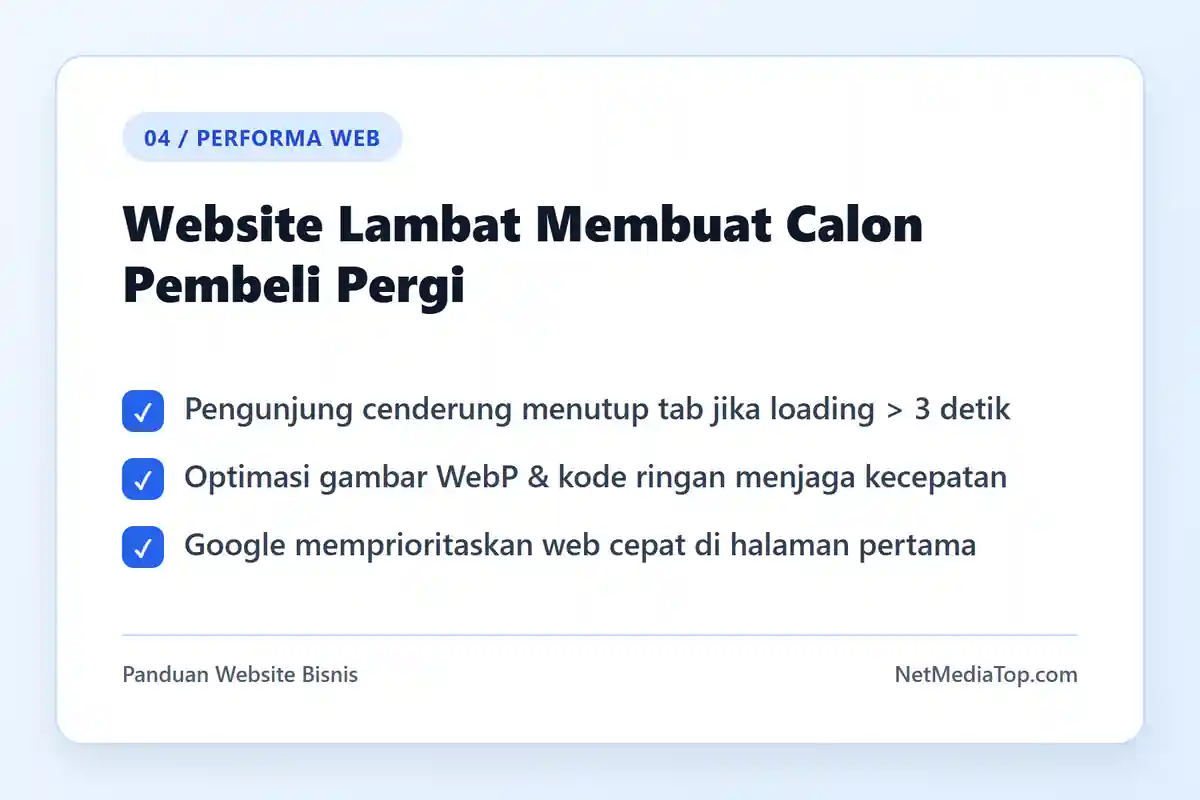 04 / PERFORMA WEB
Website Lambat Membuat Calon
Pembeli Pergi
✓ Pengunjung cenderung menutup tab jika loading > 3 detik
✓ Optimasi gambar WebP & kode ringan menjaga kecepatan
✓ Google memprioritaskan web cepat di halaman pertama
Panduan Website Bisnis
NetMediaTop.com